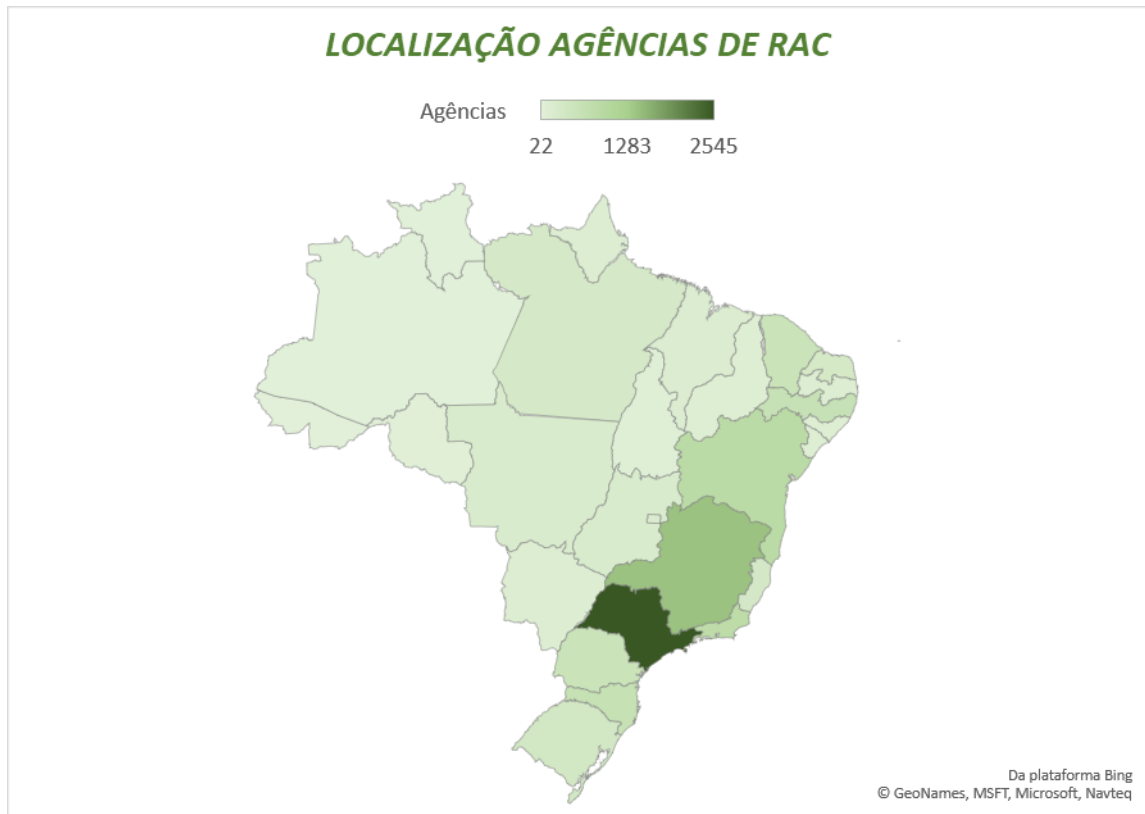 LOCALIZAÇÃO AGÊNCIAS DE RAC
Agências
22 1283 2545
Da plataforma Bing
© GeoNames, MSFT, Microsoft, Navteq